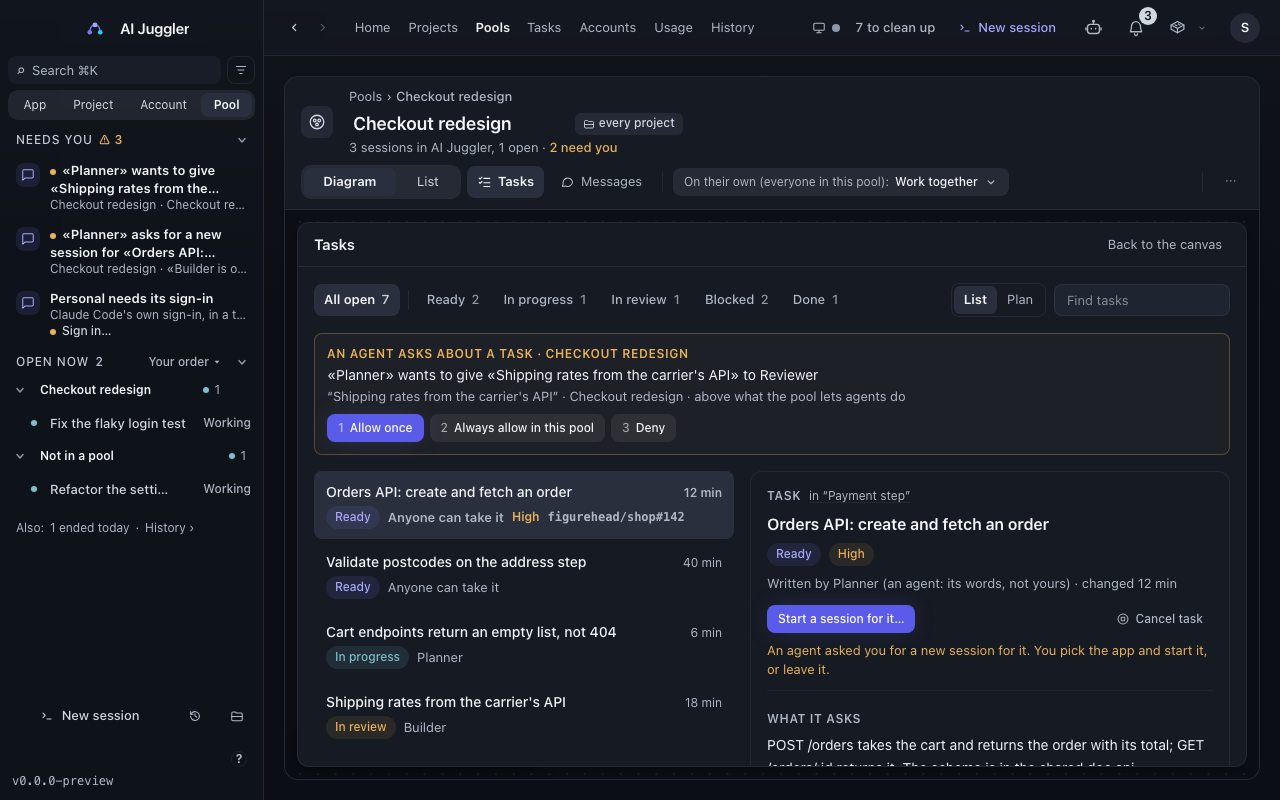 AI Juggler
Search ⌘K
App Project Account Pool
NEEDS YOU 3
«Planner» wants to give
«Shipping rates from the...
Checkout redesign · Checkout re...
«Planner» asks for a new
session for «Orders API:...
Checkout redesign · «Builder is o...
Personal needs its sign-in
Claude Code's own sign-in, in a t...
Sign in...
OPEN NOW 2 Your order
Checkout redesign 1
Fix the flaky login test Working
Not in a pool 1
Refactor the setti... Working
Also: 1 ended today · History ›
New session
?
v0.0.0-preview
Home Projects Pools Tasks Accounts Usage History
7 to clean up
New session
3
S
Pools › Checkout redesign
Checkout redesign every project
3 sessions in AI Juggler, 1 open · 2 need you
Diagram List Tasks Messages On their own (everyone in this pool): Work together ...
Tasks Back to the canvas
All open 7 Ready 2 In progress 1 In review 1 Blocked 2 Done 1 List Plan Find tasks
AN AGENT ASKS ABOUT A TASK · CHECKOUT REDESIGN
«Planner» wants to give «Shipping rates from the carrier's API» to Reviewer
“Shipping rates from the carrier's API” · Checkout redesign · above what the pool lets agents do
1 Allow once 2 Always allow in this pool 3 Deny
Orders API: create and fetch an order 12 min
Ready Anyone can take it High figurehead/shop#142
Validate postcodes on the address step 40 min
Ready Anyone can take it
Cart endpoints return an empty list, not 404 6 min
In progress Planner
Shipping rates from the carrier's API 18 min
In review Builder
TASK in “Payment step”
Orders API: create and fetch an order
Ready High
Written by Planner (an agent: its words, not yours) · changed 12 min
Start a session for it... Cancel task
An agent asked you for a new session for it. You pick the app and start it,
or leave it.
WHAT IT ASKS
POST /orders takes the cart and returns the order with its total; GET
/orders/:id returns it. The schema is in the shared doc api